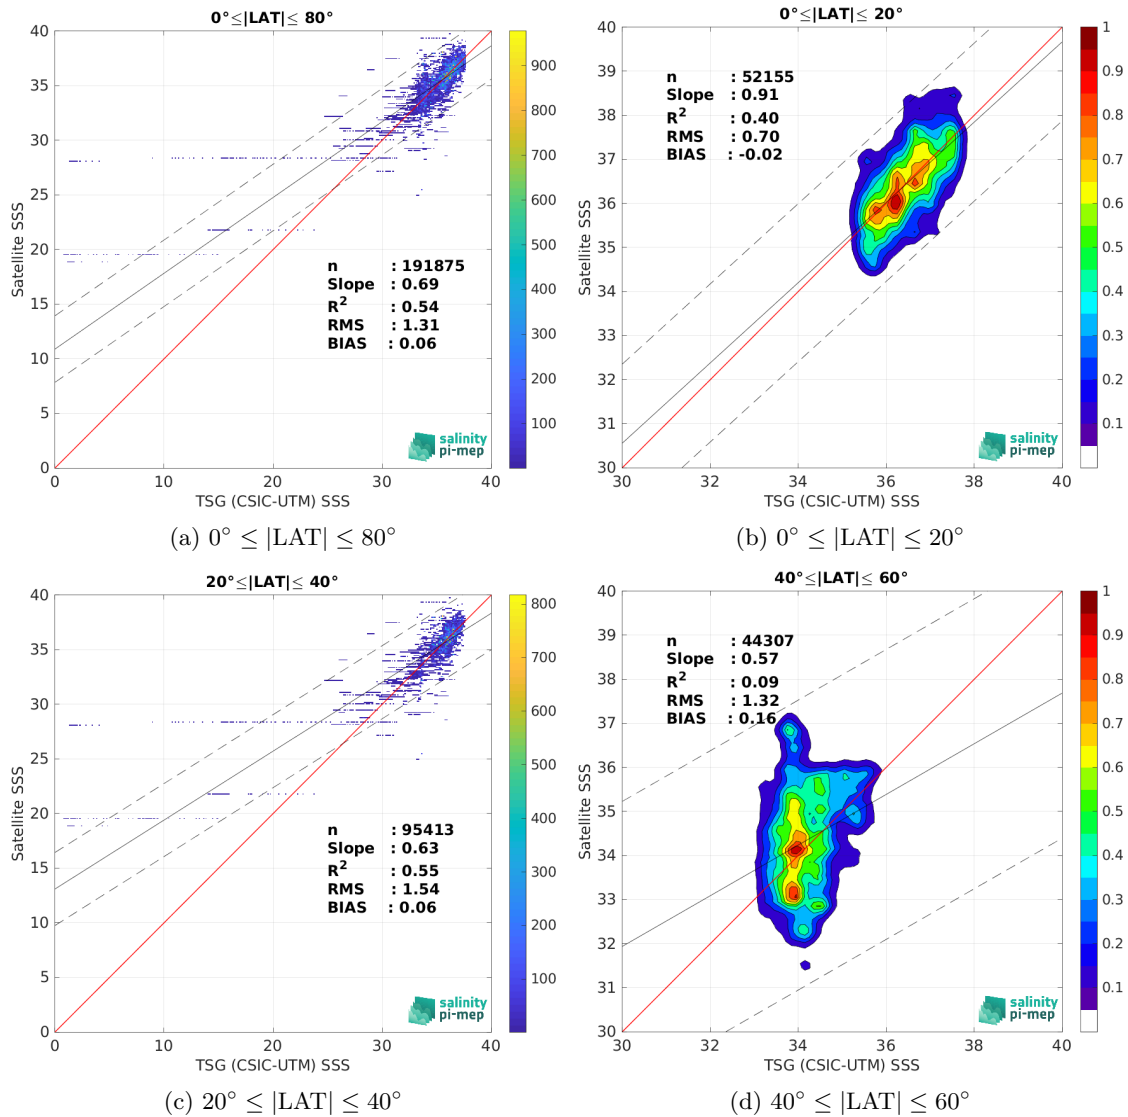 0°≤|LAT|≤ 80°
40
35
30
25
20
15
10
5
0
Satellite SSS
n : 191875
Slope : 0.69
R² : 0.54
RMS : 1.31
BIAS : 0.06
salinity
pi-mep
0 10 20 30 40
TSG (CSIC-UTM) SSS
900
800
700
600
500
400
300
200
100
(a) 0° ≤ |LAT| ≤ 80°
0°≤|LAT|≤ 20°
40
39
38
37
36
35
34
33
32
31
30
Satellite SSS
n : 52155
Slope : 0.91
R² : 0.40
RMS : 0.70
BIAS : -0.02
salinity
pi-mep
30 32 34 36 38 40
TSG (CSIC-UTM) SSS
1
0.9
0.8
0.7
0.6
0.5
0.4
0.3
0.2
0.1
(b) 0° ≤ |LAT| ≤ 20°
20°≤|LAT|≤ 40°
40
35
30
25
20
15
10
5
0
Satellite SSS
n : 95413
Slope : 0.63
R² : 0.55
RMS : 1.54
BIAS : 0.06
salinity
pi-mep
0 10 20 30 40
TSG (CSIC-UTM) SSS
800
700
600
500
400
300
200
100
(c) 20° ≤ |LAT| ≤ 40°
40°≤|LAT|≤ 60°
40
39
38
37
36
35
34
33
32
31
30
Satellite SSS
n : 44307
Slope : 0.57
R² : 0.09
RMS : 1.32
BIAS : 0.16
salinity
pi-mep
30 32 34 36 38 40
TSG (CSIC-UTM) SSS
1
0.9
0.8
0.7
0.6
0.5
0.4
0.3
0.2
0.1
(d) 40° ≤ |LAT| ≤ 60°